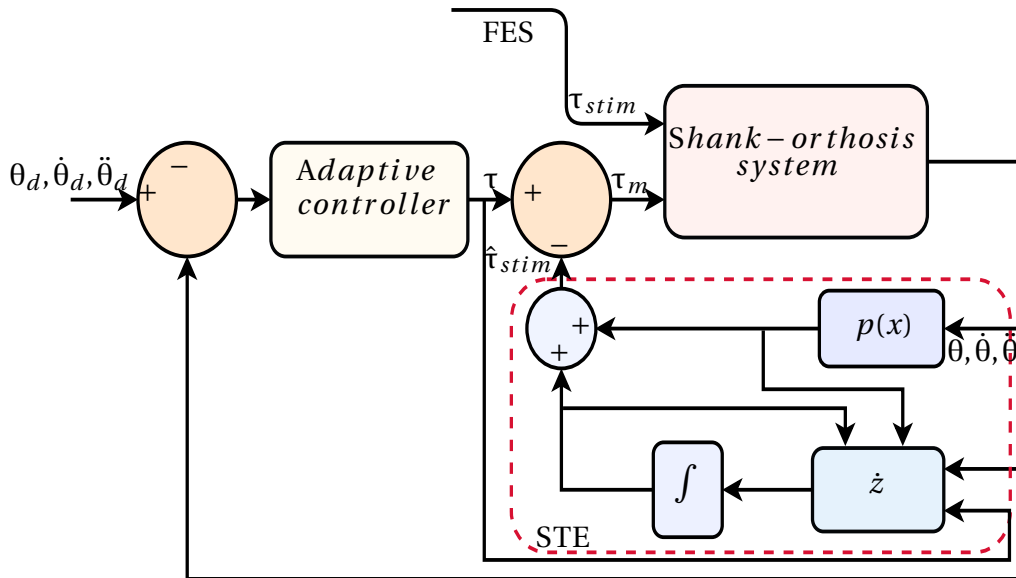 FES
τ_stim
Shank – orthosis
system
θ_d, θ̇_d, θ̈_d
+
−
Adaptive
controller
τ
+
−
τ_m
τ̂_stim
+
+
p(x)
θ, θ̇, θ̈
∫
ż
STE